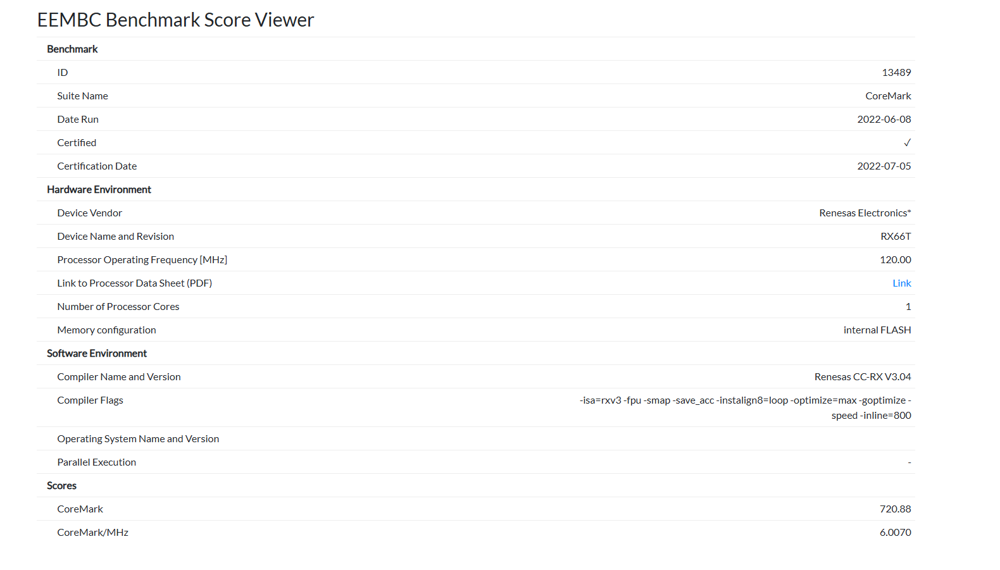 EEMBC Benchmark Score Viewer
Benchmark
ID 13489
Suite Name CoreMark
Date Run 2022-06-08
Certified ✓
Certification Date 2022-07-05
Hardware Environment
Device Vendor Renesas Electronics*
Device Name and Revision RX66T
Processor Operating Frequency [MHz] 120.00
Link to Processor Data Sheet (PDF) Link
Number of Processor Cores 1
Memory configuration internal FLASH
Software Environment
Compiler Name and Version Renesas CC-RX V3.04
Compiler Flags -isa=rxv3 -fpu -smap -save_acc -instalign8=loop -optimize=max -goptimize -
speed -inline=800
Operating System Name and Version
Parallel Execution -
Scores
CoreMark 720.88
CoreMark/MHz 6.0070